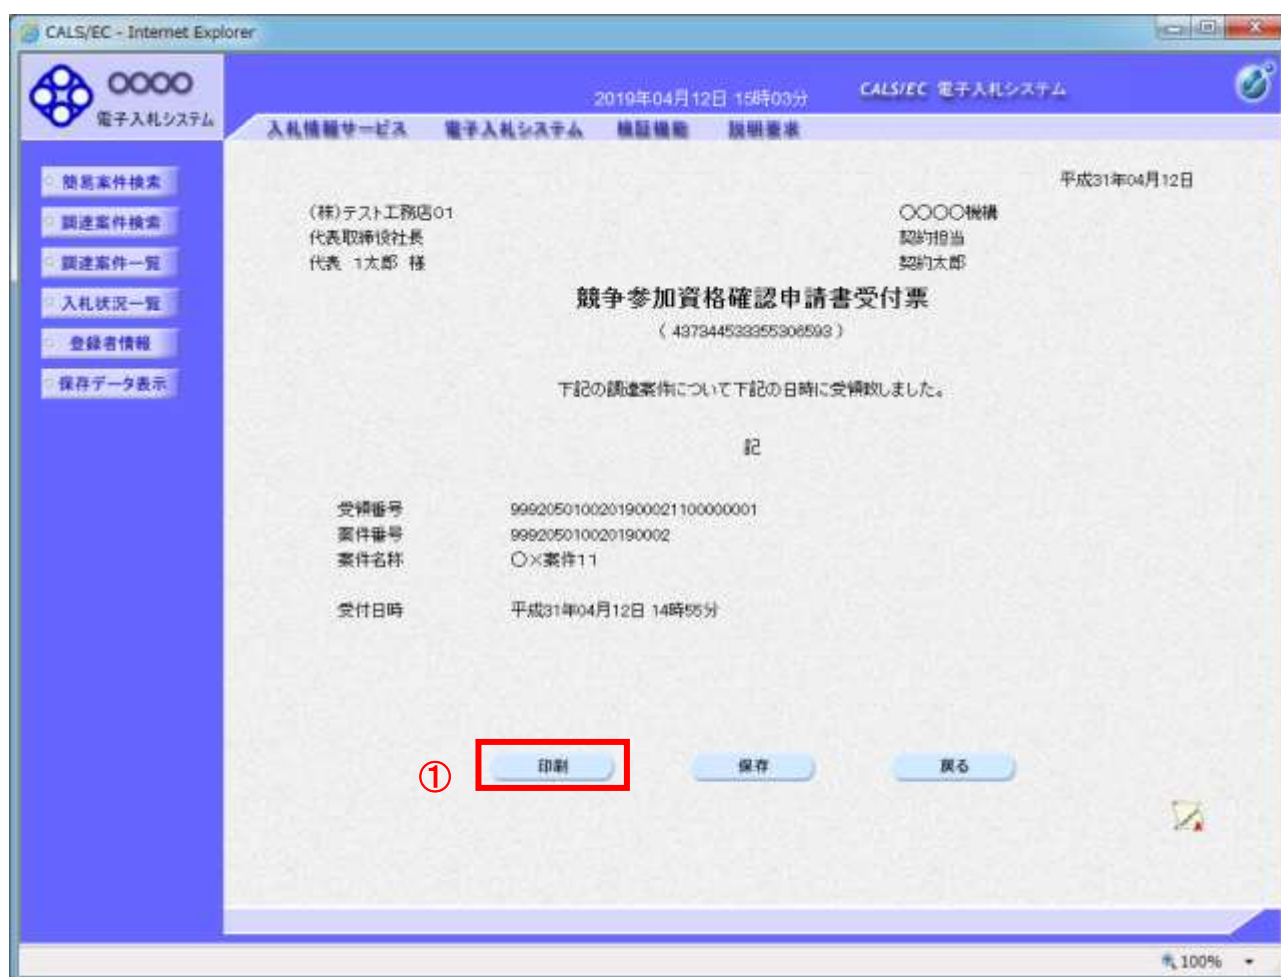 CALS/EC - Internet Explorer
〇〇〇〇
電子入札システム
2019年04月12日 15時03分
CALS/EC 電子入札システム
入札情報サービス 電子入札システム 検証機能 説明要求
簡易案件検索
調達案件検索
調達案件一覧
入札状況一覧
登録者情報
保存データ表示
平成31年04月12日
(株)テスト工務店01
代表取締役社長
代表 1太郎 様
〇〇〇〇機構
契約担当
契約太郎
競争参加資格確認申請書受付票
( 437344533355306593 )
下記の調達案件について下記の日時に受領致しました。
記
受領番号 9992050100201900021100000001
案件番号 999205010020190002
案件名称 〇×案件11
受付日時 平成31年04月12日 14時55分
①
印刷 保存 戻る
100%